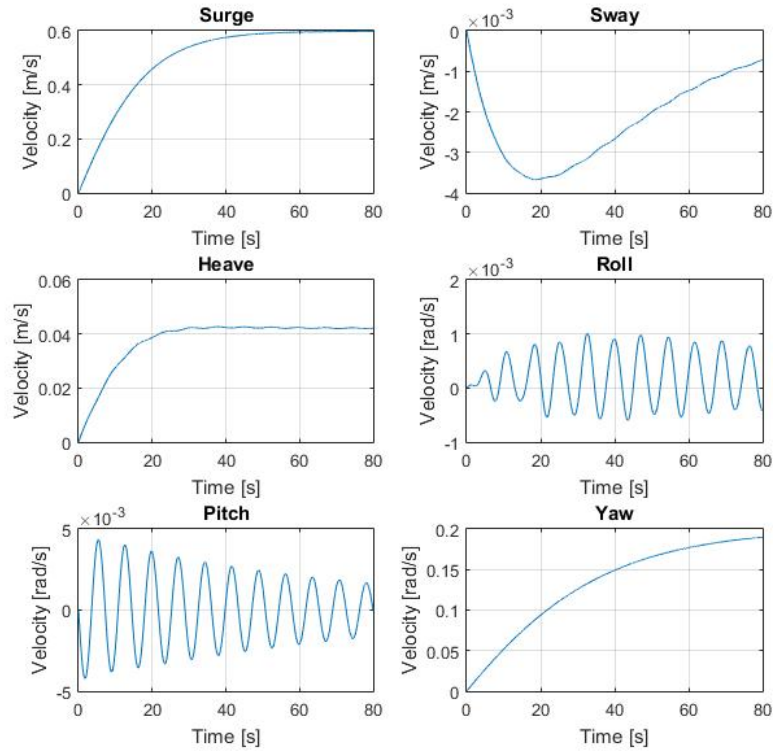 Surge
0.6
0.4
0.2
0
Velocity [m/s]
0 20 40 60 80
Time [s]
Sway
×10-3
0
-1
-2
-3
-4
Velocity [m/s]
0 20 40 60 80
Time [s]
Heave
0.06
0.04
0.02
0
Velocity [m/s]
0 20 40 60 80
Time [s]
Roll
×10-3
2
1
0
-1
Velocity [rad/s]
0 20 40 60 80
Time [s]
Pitch
×10-3
5
0
-5
Velocity [rad/s]
0 20 40 60 80
Time [s]
Yaw
0.2
0.15
0.1
0.05
0
Velocity [rad/s]
0 20 40 60 80
Time [s]